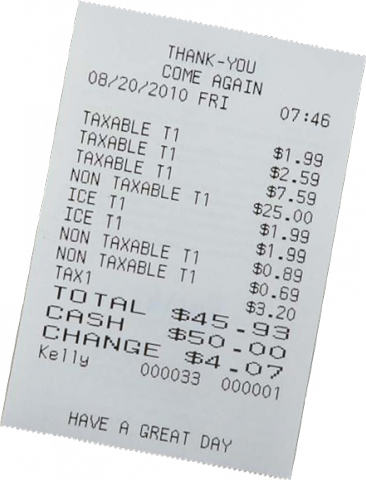 THANK-YOU
COME AGAIN
08/20/2010 FRI 07:46
TAXABLE T1 $1.99
TAXABLE T1 $2.59
TAXABLE T1 $7.59
NON TAXABLE T1 $25.00
ICE T1 $1.99
ICE T1 $1.99
NON TAXABLE T1 $0.89
NON TAXABLE T1 $0.69
TAX1 $3.20
TOTAL $45.93
CASH $50.00
CHANGE $4.07
Kelly 000033 000001
HAVE A GREAT DAY